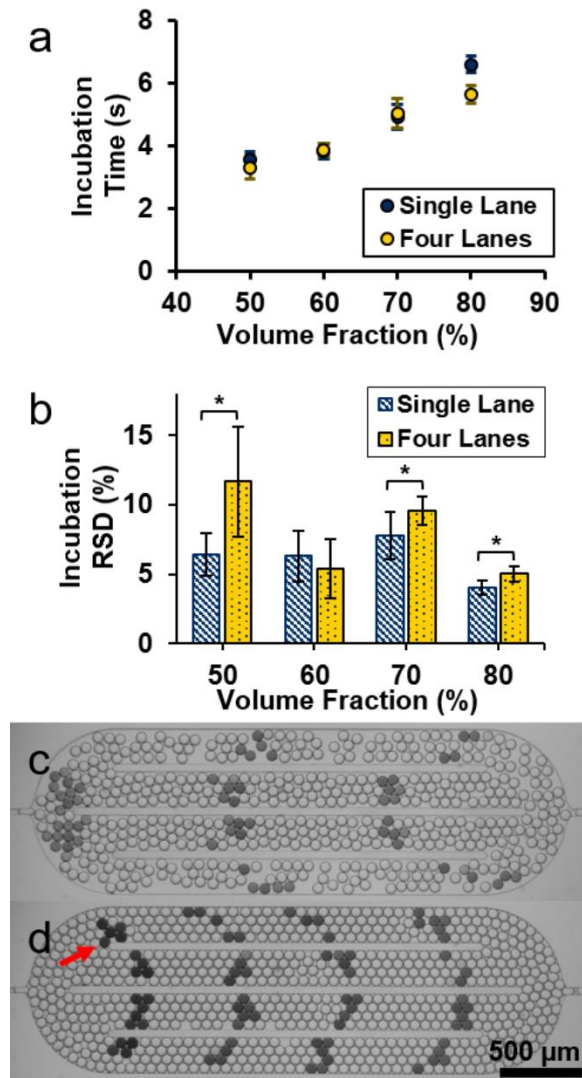 a
8
6
4
2
0
40 50 60 70 80 90
Incubation
Time (s)
Volume Fraction (%)
Single Lane
Four Lanes
b
15
10
5
0
50 60 70 80
Incubation
RSD (%)
Volume Fraction (%)
Single Lane
Four Lanes
*
*
*
c
d
500 µm